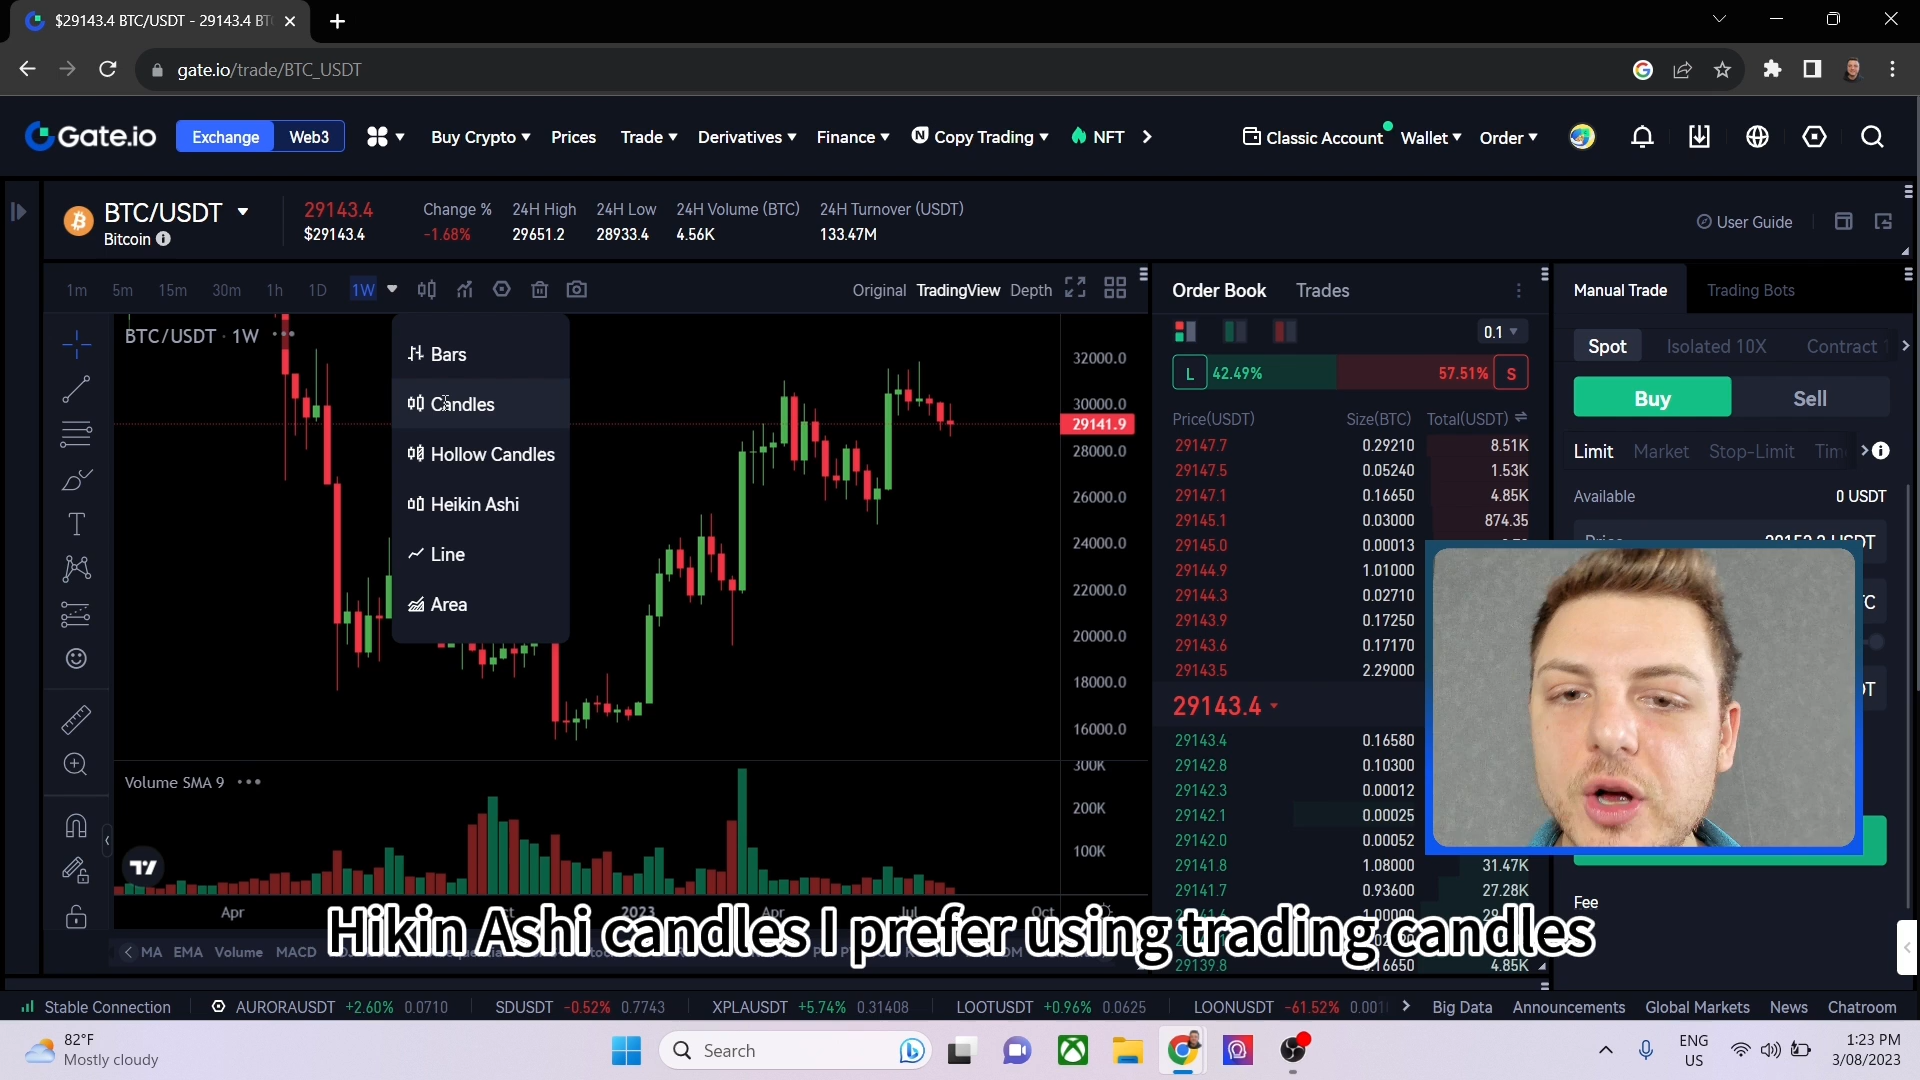 $29143.4 BTC/USDT - 29143.4 BT
gate.io/trade/BTC_USDT
Gate.io
Exchange Web3
Buy Crypto Prices Trade Derivatives Finance Copy Trading NFT
Classic Account Wallet Order
BTC/USDT
Bitcoin
29143.4
$29143.4
Change %
-1.68%
24H High
29651.2
24H Low
28933.4
24H Volume (BTC)
4.56K
24H Turnover (USDT)
133.47M
User Guide
1m 5m 15m 30m 1h 1D 1W
Original TradingView Depth
BTC/USDT · 1W
Bars
Candles
Hollow Candles
Heikin Ashi
Line
Area
32000.0
30000.0
29141.9
28000.0
26000.0
24000.0
22000.0
20000.0
18000.0
16000.0
Volume SMA 9
300K
200K
100K
Apr 2023 Apr Jul Oct
MA EMA Volume MACD
Order Book Trades
0.1
L 42.49% 57.51% S
Price(USDT) Size(BTC) Total(USDT)
29147.7 0.29210 8.51K
29147.5 0.05240 1.53K
29147.1 0.16650 4.85K
29145.1 0.03000 874.35
29145.0 0.00013
29144.9 1.01000
29144.3 0.02710
29143.9 0.17250
29143.6 0.17170
29143.5 2.29000
29143.4
29143.4 0.16580
29142.8 0.10300
29142.3 0.00012
29142.1 0.00025
29142.0 0.00052
29141.8 1.08000 31.47K
29141.7 0.93600 27.28K
29139.8 0.16650 4.85K
Manual Trade Trading Bots
Spot Isolated 10X Contract
Buy Sell
Limit Market Stop-Limit Tim
Available 0 USDT
Fee
Hikin Ashi candles I prefer using trading candles
Stable Connection AURORAUSDT +2.60% 0.0710 SDUSDT -0.52% 0.7743 XPLAUSDT +5.74% 0.31408 LOOTUSDT +0.96% 0.0625 LOONUSDT -61.52% 0.001
Big Data Announcements Global Markets News Chatroom
82°F
Mostly cloudy
Search
ENG
US
1:23 PM
3/08/2023